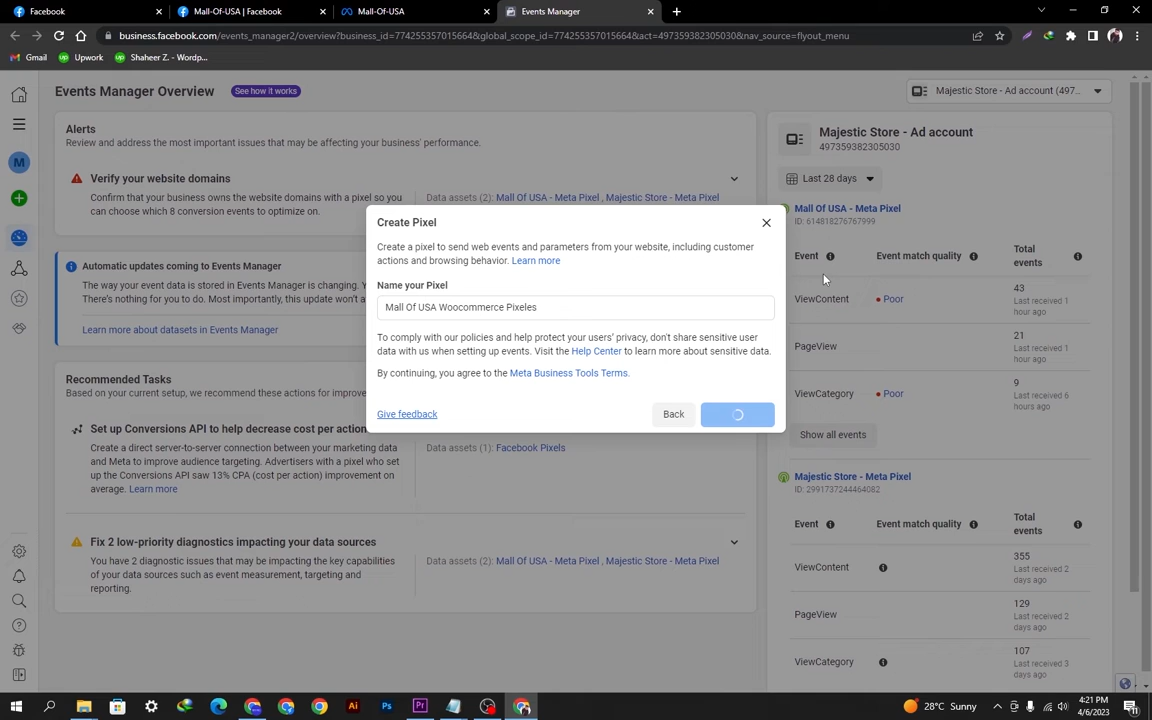 Facebook
Mall-Of-USA | Facebook
Mall-Of-USA
Events Manager
business.facebook.com/events_manager2/overview?business_id=774255357015664&global_scope_id=774255357015664&act=497359382305030&nav_source=flyout_menu
Gmail
Upwork
Shaheer Z. - Wordp...
Events Manager Overview
See how it works
Majestic Store - Ad account (497...
Alerts
Review and address the most important issues that may be affecting your business' performance.
Verify your website domains
Confirm that your business owns the website domains with a pixel so you can choose which 8 conversion events to optimize on.
Data assets (2): Mall Of USA - Meta Pixel , Majestic Store - Meta Pixel
Automatic updates coming to Events Manager
The way your event data is stored in Events Manager is changing. Y
There's nothing for you to do. Most importantly, this update won't a
Learn more about datasets in Events Manager
Recommended Tasks
Based on your current setup, we recommend these actions for improv
Set up Conversions API to help decrease cost per action
Create a direct server-to-server connection between your marketing data
and Meta to improve audience targeting. Advertisers with a pixel who set
up the Conversions API saw 13% CPA (cost per action) improvement on
average. Learn more
Data assets (1): Facebook Pixels
Fix 2 low-priority diagnostics impacting your data sources
You have 2 diagnostic issues that may be impacting the key capabilities
of your data sources such as event measurement, targeting and
reporting.
Data assets (2): Mall Of USA - Meta Pixel , Majestic Store - Meta Pixel
Create Pixel
Create a pixel to send web events and parameters from your website, including customer
actions and browsing behavior. Learn more
Name your Pixel
Mall Of USA Woocommerce Pixeles
To comply with our policies and help protect your users' privacy, don't share sensitive user
data with us when setting up events. Visit the Help Center to learn more about sensitive data.
By continuing, you agree to the Meta Business Tools Terms.
Give feedback
Back
Majestic Store - Ad account
497359382305030
Last 28 days
Mall Of USA - Meta Pixel
ID: 614818276767999
Event
Event match quality
Total
events
ViewContent
Poor
43
Last received 1
hour ago
PageView
21
Last received 1
hour ago
ViewCategory
Poor
9
Last received 6
hours ago
Show all events
Majestic Store - Meta Pixel
ID: 2991737244464082
Event
Event match quality
Total
events
ViewContent
355
Last received 2
days ago
PageView
129
Last received 2
days ago
ViewCategory
107
Last received 3
days ago
M
28°C Sunny
4:21 PM
4/6/2023